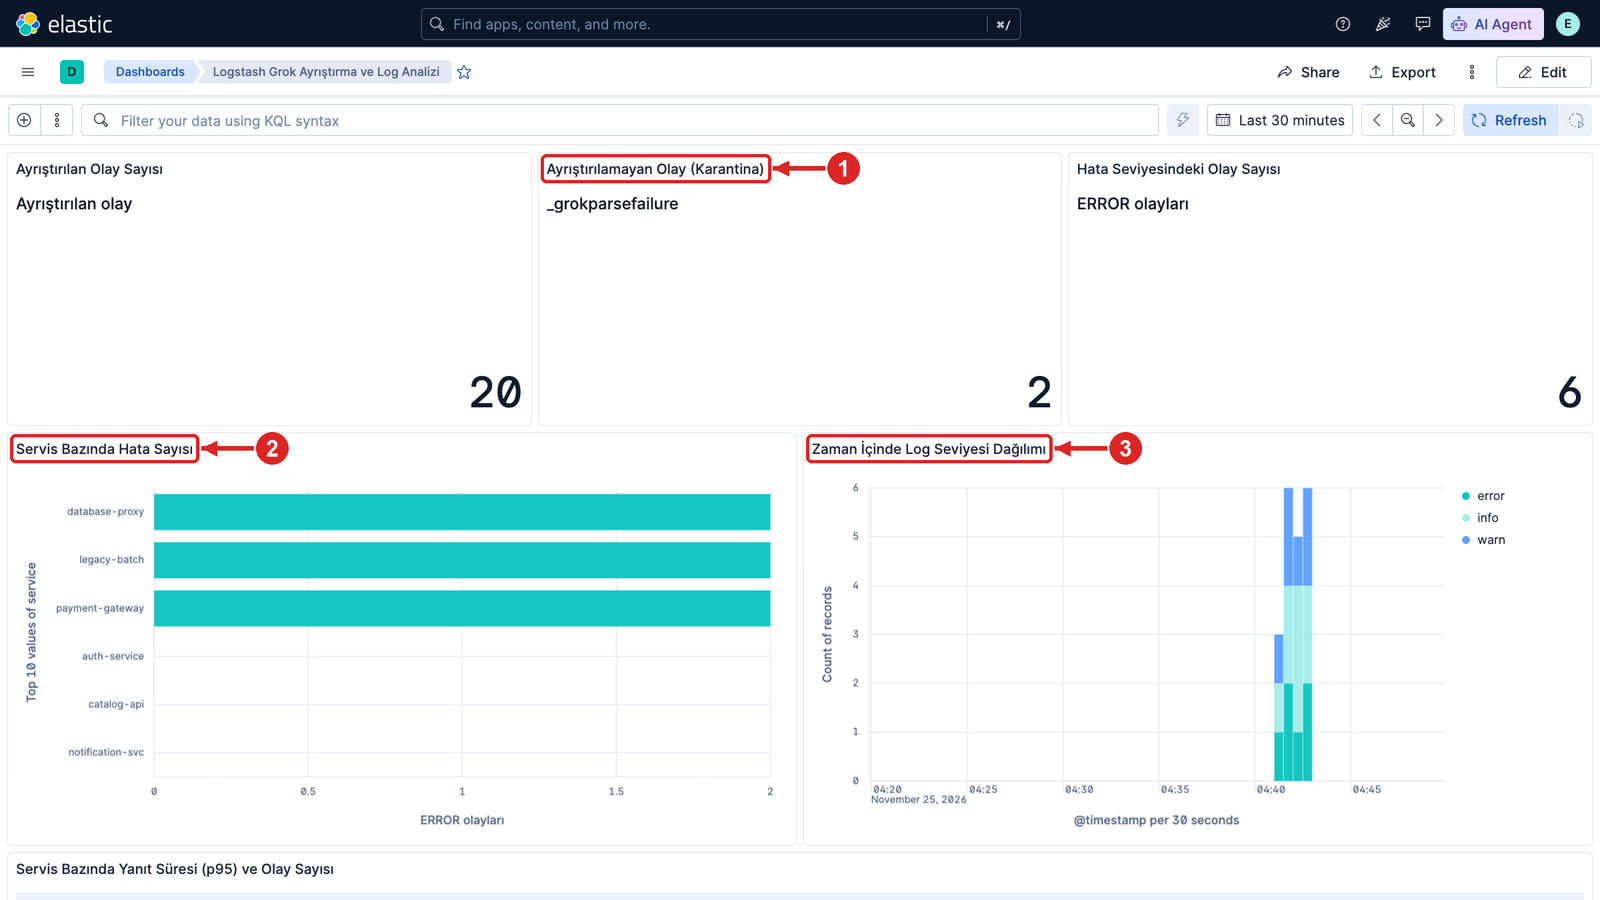 elastic
Find apps, content, and more.
⌘/
AI Agent
E
D
Dashboards
Logstash Grok Ayrıştırma ve Log Analizi
Share
Export
Edit
Filter your data using KQL syntax
Last 30 minutes
Refresh
Ayrıştırılan Olay Sayısı
Ayrıştırılan olay
20
Ayrıştırılamayan Olay (Karantina)
1
_grokparsefailure
2
Hata Seviyesindeki Olay Sayısı
ERROR olayları
6
Servis Bazında Hata Sayısı
2
Top 10 values of service
database-proxy
legacy-batch
payment-gateway
auth-service
catalog-api
notification-svc
0
0.5
1
1.5
2
ERROR olayları
Zaman İçinde Log Seviyesi Dağılımı
3
Count of records
6
5
4
3
2
1
0
04:20
04:25
04:30
04:35
04:40
04:45
November 25, 2026
@timestamp per 30 seconds
error
info
warn
Servis Bazında Yanıt Süresi (p95) ve Olay Sayısı